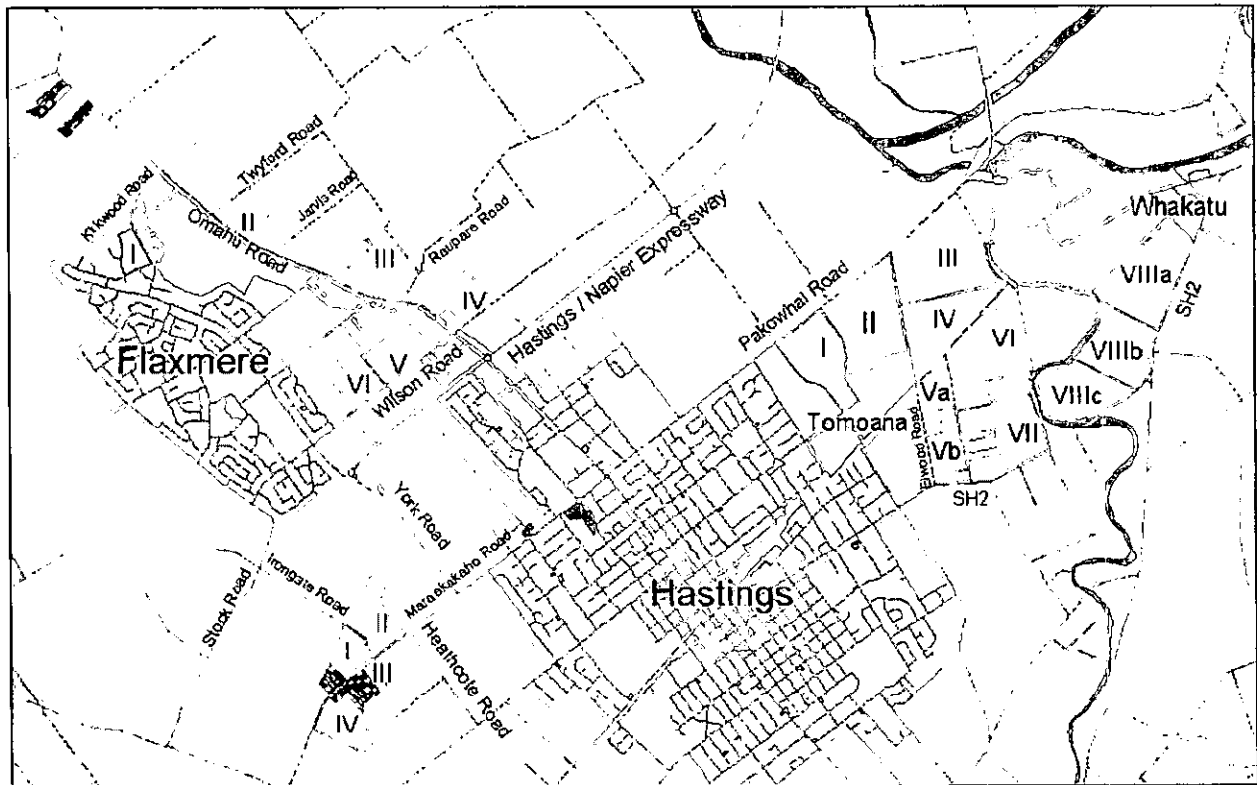 Twyford Road
Kirkwood Road
Jarvis Road
II
Omahu Road
I
III
Raupare Road
IV
Hastings / Napier Expressway
Flaxmere
V
VI
Wilson Road
Whakatu
III
VIIIa
SH2
Pakowhai Road
II
IV
VI
I
VIIIb
Va
VIIIc
Tomoana
Elwood Road
VII
Vb
SH2
York Road
Maraekakaho Road
Irongate Road
Stock Road
II
I
III
IV
Heathcote Road
Hastings